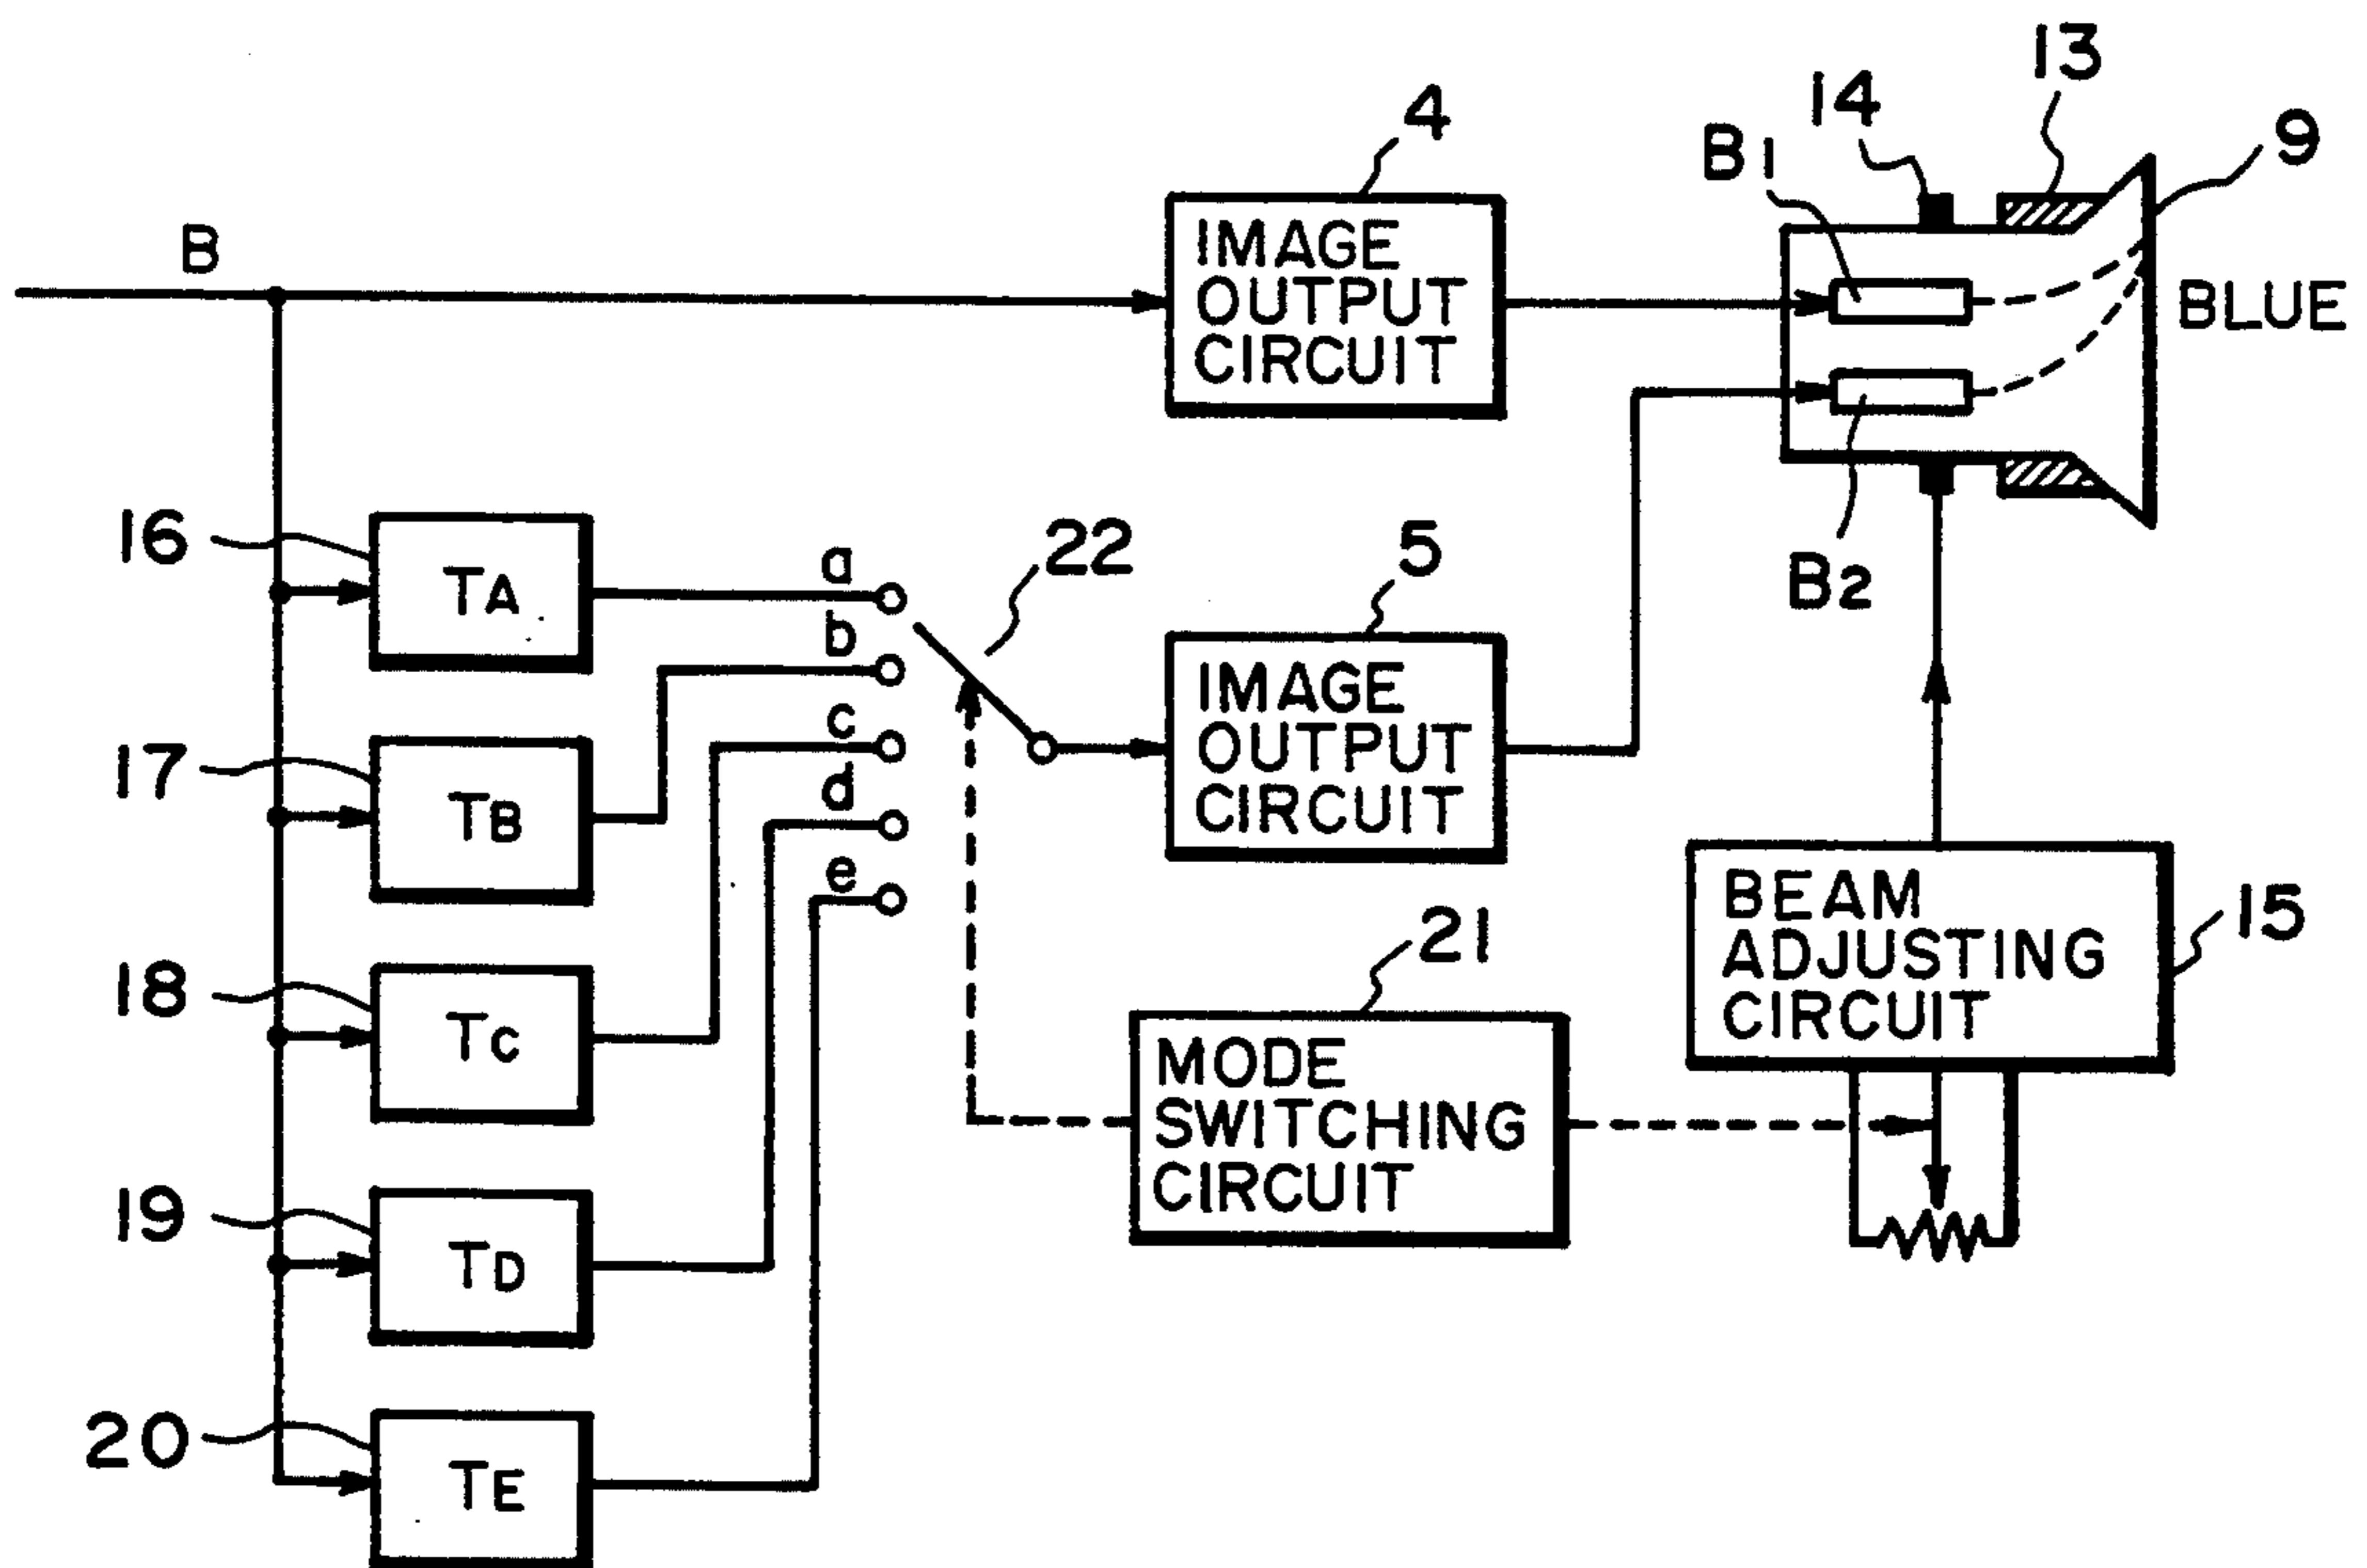 13
14
4
B1
9
B
IMAGE
OUTPUT
CIRCUIT
BLUE
16
TA
a
22
5
B2
b
IMAGE
OUTPUT
CIRCUIT
17
TB
c
d
e
BEAM
ADJUSTING
CIRCUIT
15
18
TC
21
MODE
SWITCHING
CIRCUIT
19
TD
20
TE